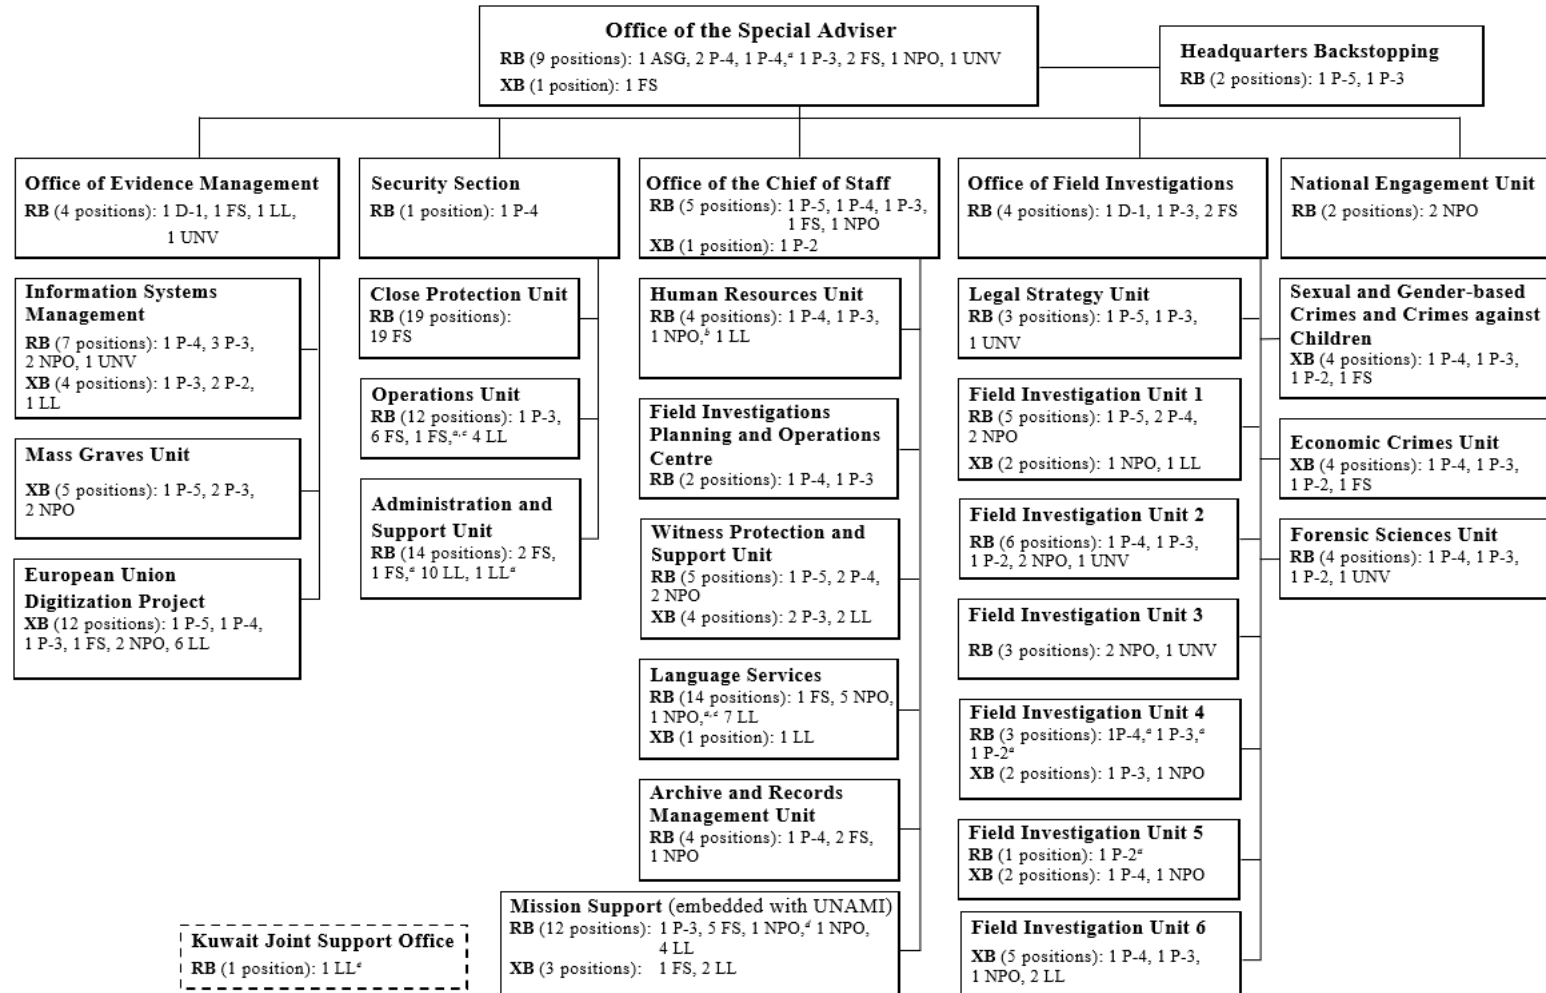 Office of the Special Adviser
RB (9 positions): 1 ASG, 2 P-4, 1 P-4,ᵃ 1 P-3, 2 FS, 1 NPO, 1 UNV
XB (1 position): 1 FS
Headquarters Backstopping
RB (2 positions): 1 P-5, 1 P-3
Office of Evidence Management
RB (4 positions): 1 D-1, 1 FS, 1 LL,
1 UNV
Information Systems
Management
RB (7 positions): 1 P-4, 3 P-3,
2 NPO, 1 UNV
XB (4 positions): 1 P-3, 2 P-2,
1 LL
Mass Graves Unit
XB (5 positions): 1 P-5, 2 P-3,
2 NPO
European Union
Digitization Project
XB (12 positions): 1 P-5, 1 P-4,
1 P-3, 1 FS, 2 NPO, 6 LL
Security Section
RB (1 position): 1 P-4
Close Protection Unit
RB (19 positions):
19 FS
Operations Unit
RB (12 positions): 1 P-3,
6 FS, 1 FS,ᵃ,ᶜ 4 LL
Administration and
Support Unit
RB (14 positions): 2 FS,
1 FS,ᵃ 10 LL, 1 LLᵃ
Office of the Chief of Staff
RB (5 positions): 1 P-5, 1 P-4, 1 P-3,
1 FS, 1 NPO
XB (1 position): 1 P-2
Human Resources Unit
RB (4 positions): 1 P-4, 1 P-3,
1 NPO,ᵇ 1 LL
Field Investigations
Planning and Operations
Centre
RB (2 positions): 1 P-4, 1 P-3
Witness Protection and
Support Unit
RB (5 positions): 1 P-5, 2 P-4,
2 NPO
XB (4 positions): 2 P-3, 2 LL
Language Services
RB (14 positions): 1 FS, 5 NPO,
1 NPO,ᵃ,ᶜ 7 LL
XB (1 position): 1 LL
Archive and Records
Management Unit
RB (4 positions): 1 P-4, 2 FS,
1 NPO
Mission Support (embedded with UNAMI)
RB (12 positions): 1 P-3, 5 FS, 1 NPO,ᵈ 1 NPO,
4 LL
XB (3 positions): 1 FS, 2 LL
Kuwait Joint Support Office
RB (1 position): 1 LLᵉ
Office of Field Investigations
RB (4 positions): 1 D-1, 1 P-3, 2 FS
Legal Strategy Unit
RB (3 positions): 1 P-5, 1 P-3,
1 UNV
Field Investigation Unit 1
RB (5 positions): 1 P-5, 2 P-4,
2 NPO
XB (2 positions): 1 NPO, 1 LL
Field Investigation Unit 2
RB (6 positions): 1 P-4, 1 P-3,
1 P-2, 2 NPO, 1 UNV
Field Investigation Unit 3
RB (3 positions): 2 NPO, 1 UNV
Field Investigation Unit 4
RB (3 positions): 1P-4,ᵃ 1 P-3,ᵃ
1 P-2ᵃ
XB (2 positions): 1 P-3, 1 NPO
Field Investigation Unit 5
RB (1 position): 1 P-2ᵃ
XB (2 positions): 1 P-4, 1 NPO
Field Investigation Unit 6
XB (5 positions): 1 P-4, 1 P-3,
1 NPO, 2 LL
National Engagement Unit
RB (2 positions): 2 NPO
Sexual and Gender-based
Crimes and Crimes against
Children
XB (4 positions): 1 P-4, 1 P-3,
1 P-2, 1 FS
Economic Crimes Unit
XB (4 positions): 1 P-4, 1 P-3,
1 P-2, 1 FS
Forensic Sciences Unit
RB (4 positions): 1 P-4, 1 P-3,
1 P-2, 1 UNV